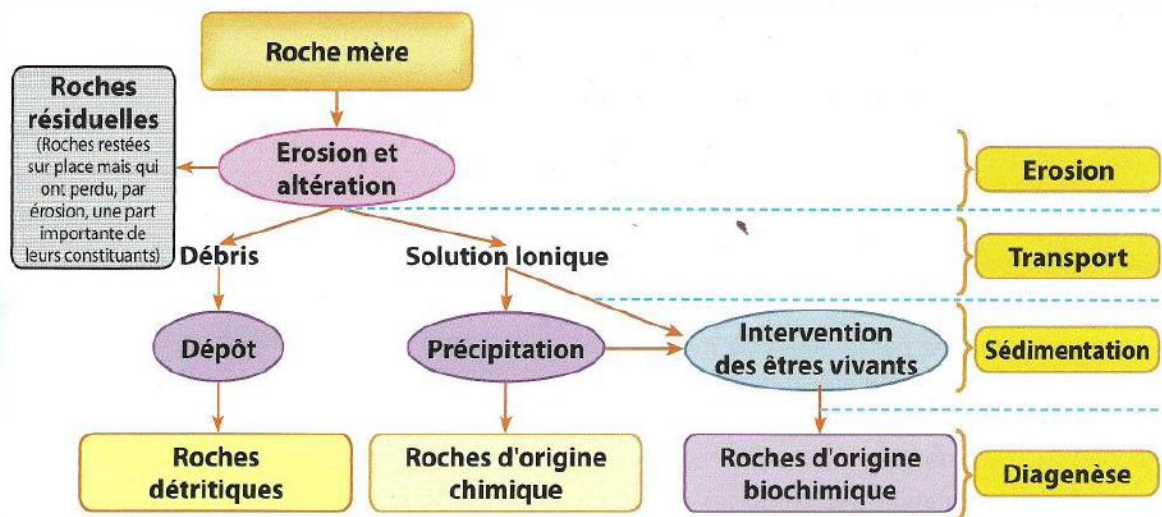 Roche mère
Roches
résiduelles
(Roches restées
sur place mais qui
ont perdu, par
érosion, une part
importante de
leurs constituants)
Erosion et
altération
Erosion
Débris
Solution Ionique
Transport
Dépôt
Précipitation
Intervention
des êtres vivants
Sédimentation
Roches
détritiques
Roches d'origine
chimique
Roches d'origine
biochimique
Diagenèse